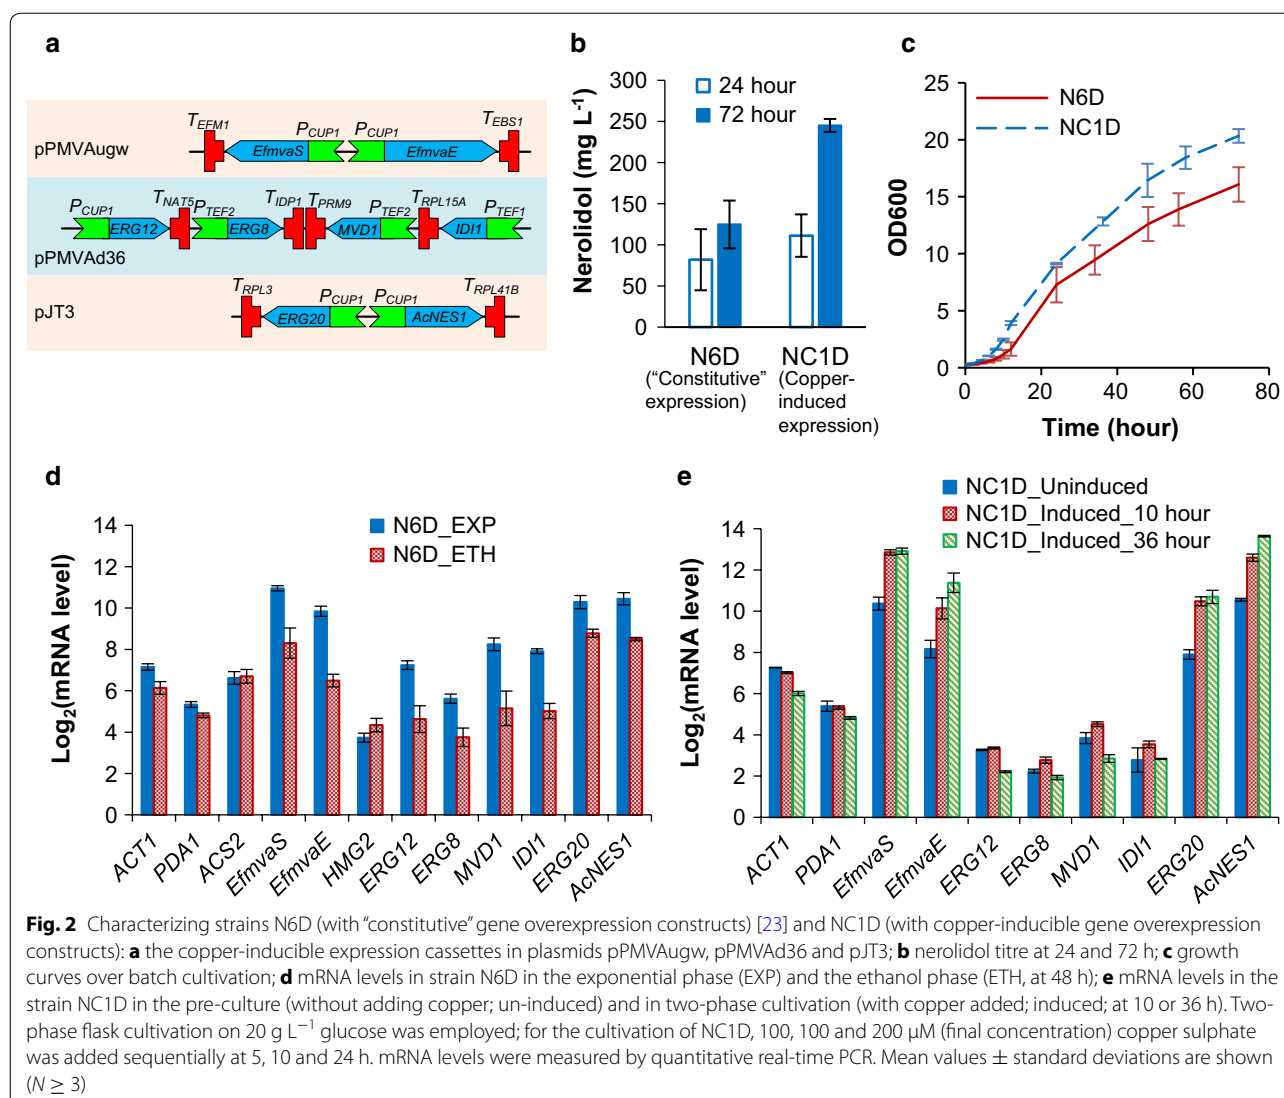 a
T_EFM1 P_CUP1 P_CUP1 T_EBS1
pPMVAugw
EfmvaS EfmvaE
P_CUP1 T_NAT5 P_TEF2 T_IDP1 T_PRM9 P_TEF2 T_RPL15A P_TEF1
ERG12 ERG8 MVD1 IDI1
pPMVAd36
T_RPL3 P_CUP1 P_CUP1 T_RPL41B
pJT3
ERG20 AcNES1
b
Nerolidol (mg L⁻¹)
300
250
200
150
100
50
0
24 hour
72 hour
N6D NC1D
("Constitutive" expression) (Copper-induced expression)
c
OD600
25
20
15
10
5
0
N6D
NC1D
0 20 40 60 80
Time (hour)
d
Log₂(mRNA level)
14
12
10
8
6
4
2
0
N6D_EXP
N6D_ETH
ACT1 PDA1 ACS2 EfmvaS EfmvaE HMG2 ERG12 ERG8 MVD1 IDI1 ERG20 AcNES1
e
NC1D_Uninduced
NC1D_Induced_10 hour
NC1D_Induced_36 hour
Log₂(mRNA level)
14
12
10
8
6
4
2
0
ACT1 PDA1 EfmvaS EfmvaE ERG12 ERG8 MVD1 IDI1 ERG20 AcNES1
Fig. 2 Characterizing strains N6D (with "constitutive" gene overexpression constructs) [23] and NC1D (with copper-inducible gene overexpression
constructs): a the copper-inducible expression cassettes in plasmids pPMVAugw, pPMVAd36 and pJT3; b nerolidol titre at 24 and 72 h; c growth
curves over batch cultivation; d mRNA levels in strain N6D in the exponential phase (EXP) and the ethanol phase (ETH, at 48 h); e mRNA levels in the
strain NC1D in the pre-culture (without adding copper; un-induced) and in two-phase cultivation (with copper added; induced; at 10 or 36 h). Two-
phase flask cultivation on 20 g L⁻¹ glucose was employed; for the cultivation of NC1D, 100, 100 and 200 µM (final concentration) copper sulphate
was added sequentially at 5, 10 and 24 h. mRNA levels were measured by quantitative real-time PCR. Mean values ± standard deviations are shown
(N ≥ 3)